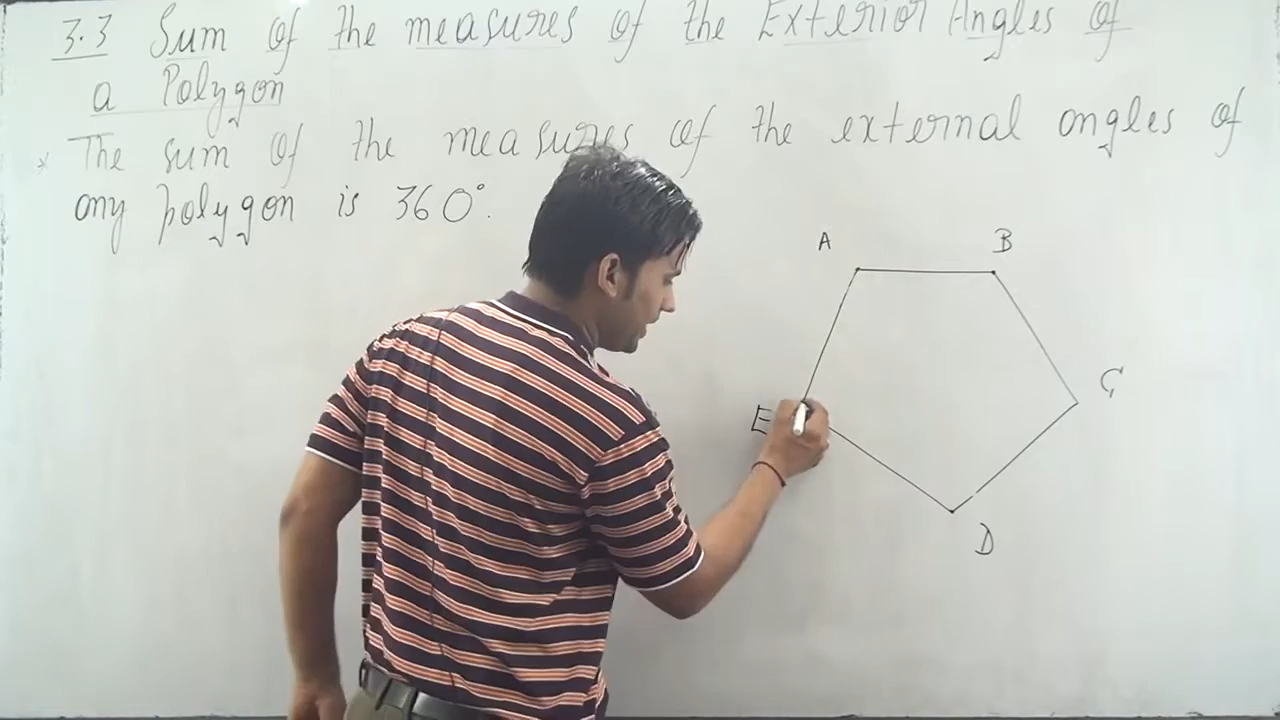 3.3 Sum of the measures of the Exterior Angles of
a Polygon
* The sum of the measures of the external angles of
any polygon is 360°.
A B
C
E
D